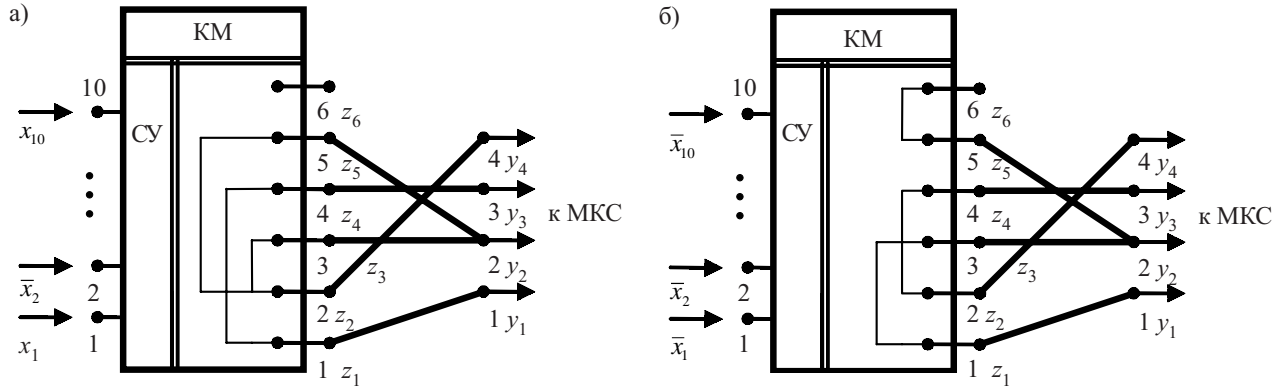 а)
КМ
10
СУ
x₁₀
6 z₆
5 z₅
4 y₄
4 z₄
3 y₃
к МКС
3 z₃
2 y₂
x̅₂
2
2 z₂
1 y₁
x₁
1
1 z₁
б)
КМ
10
СУ
x̅₁₀
6 z₆
5 z₅
4 y₄
4 z₄
3 y₃
к МКС
3 z₃
2 y₂
x̅₂
2
2 z₂
1 y₁
x̅₁
1
1 z₁